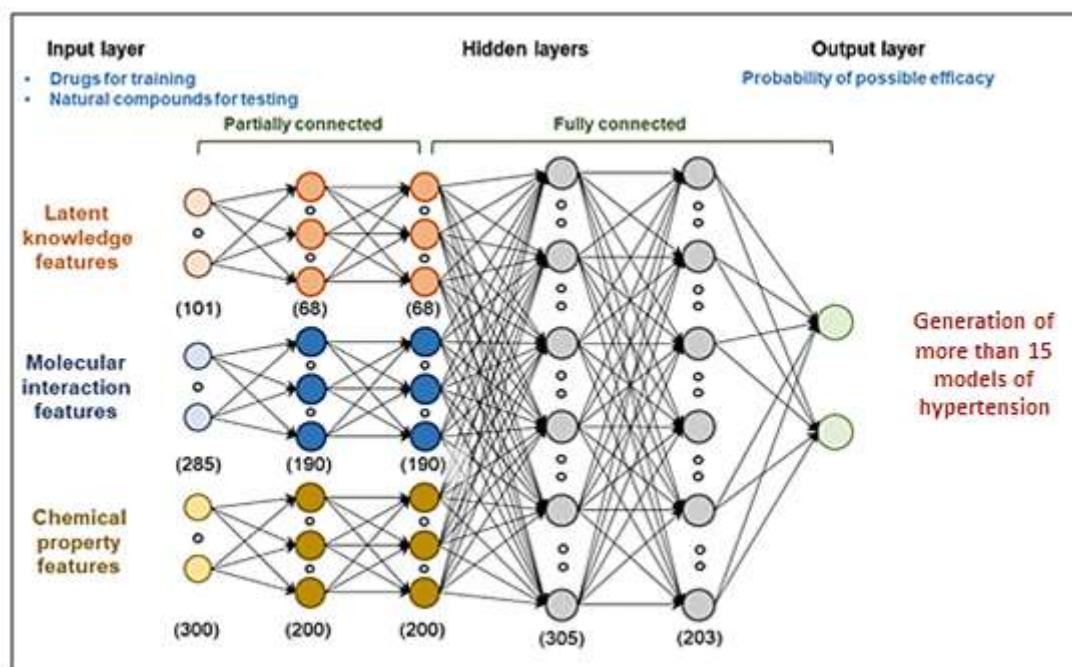 Input layer
Hidden layers
Output layer
• Drugs for training
• Natural compounds for testing
Probability of possible efficacy
Partially connected
Fully connected
Latent
knowledge
features
(101)
(68)
(68)
Molecular
interaction
features
(285)
(190)
(190)
Chemical
property
features
(300)
(200)
(200)
(305)
(203)
Generation of
more than 15
models of
hypertension